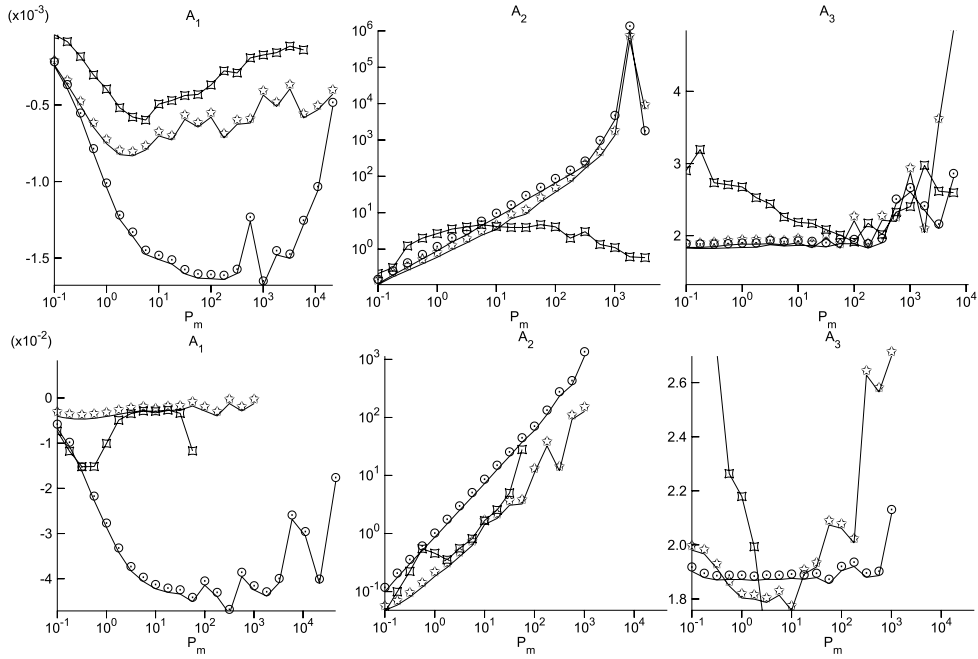 (x10⁻³)
A₁
A₂
A₃
-0.5
-1.0
-1.5
10⁻¹ 10⁰ 10¹ 10² 10³ 10⁴
Pₘ
10⁶
10⁵
10⁴
10³
10²
10¹
10⁰
10⁻¹ 10⁰ 10¹ 10² 10³
Pₘ
4
3
2
10⁻¹ 10⁰ 10¹ 10² 10³ 10⁴
Pₘ
(x10⁻²)
A₁
A₂
A₃
0
-1
-2
-3
-4
10⁻¹ 10⁰ 10¹ 10² 10³ 10⁴
Pₘ
10³
10²
10¹
10⁰
10⁻¹
10⁻¹ 10⁰ 10¹ 10² 10³ 10⁴
Pₘ
2.6
2.4
2.2
2.0
1.8
10⁻¹ 10⁰ 10¹ 10² 10³ 10⁴
Pₘ